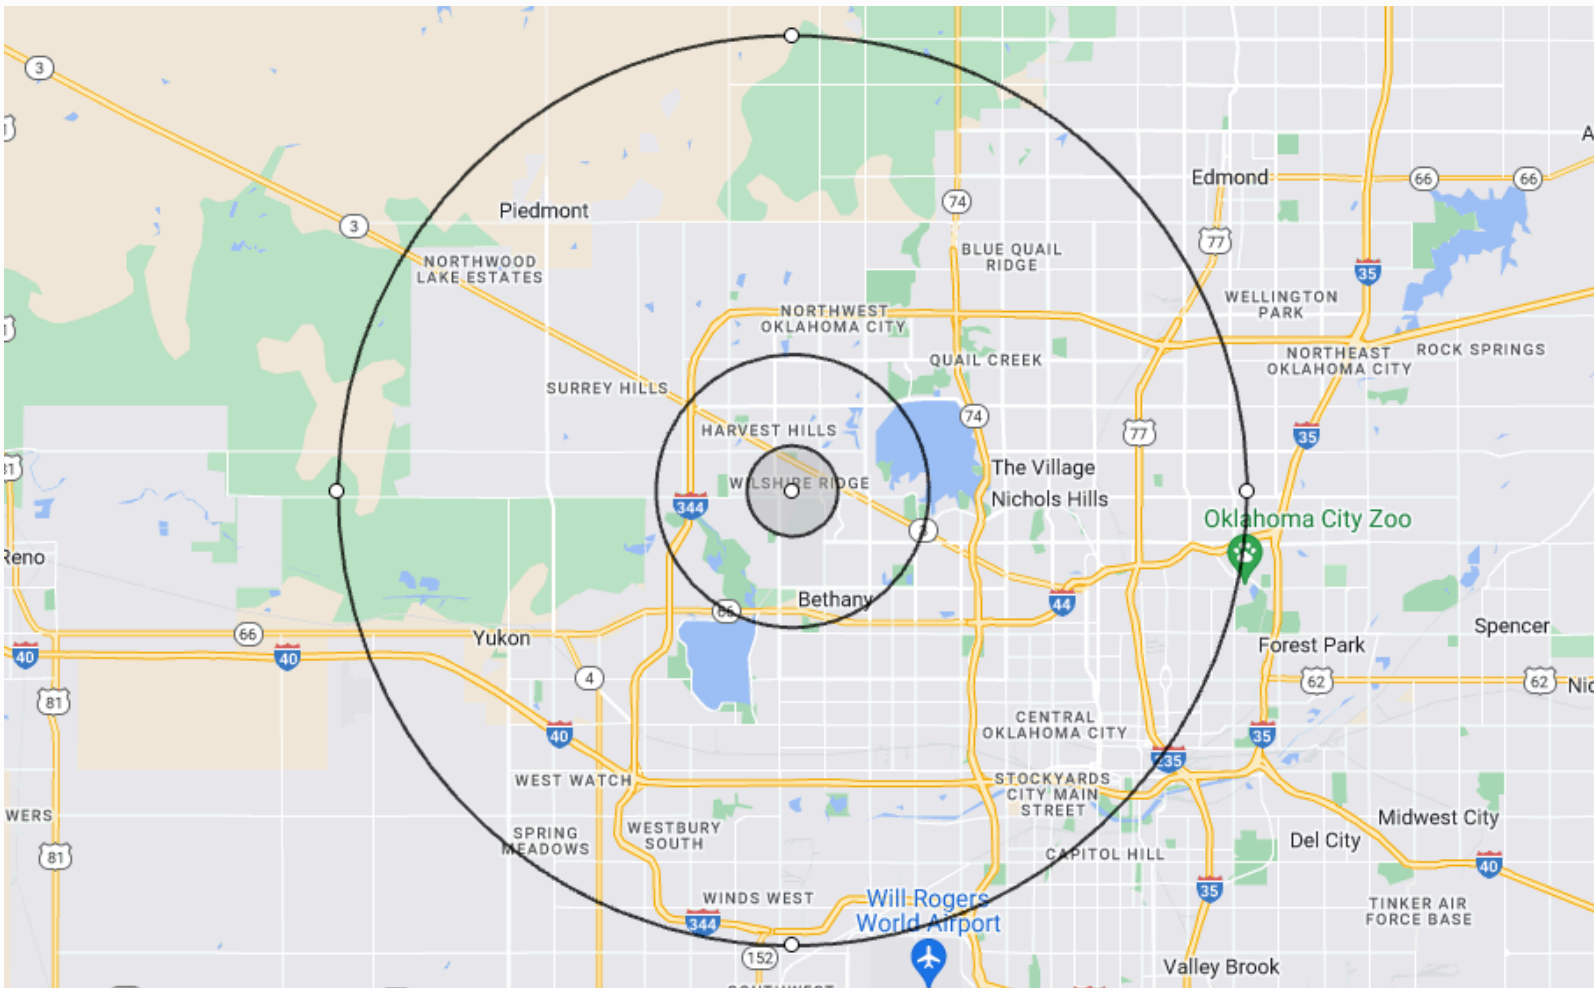 3
A
66
66
Edmond
74
Piedmont
3
77
BLUE QUAIL
RIDGE
NORTHWOOD
LAKE ESTATES
35
WELLINGTON
PARK
NORTHWEST
OKLAHOMA CITY
QUAIL CREEK
NORTHEAST
OKLAHOMA CITY
ROCK SPRINGS
SURREY HILLS
74
HARVEST HILLS
77
35
81
The Village
WILSHIRE RIDGE
Nichols Hills
344
Oklahoma City Zoo
3
Reno
Bethany
44
66
66
Yukon
Spencer
Forest Park
40
40
4
62
62
Nic
81
CENTRAL
OKLAHOMA CITY
40
35
235
WEST WATCH
STOCKYARDS
CITY MAIN
STREET
WERS
Midwest City
SPRING
MEADOWS
WESTBURY
SOUTH
Del City
81
CAPITOL HILL
40
35
WINDS WEST
Will Rogers
World Airport
TINKER AIR
FORCE BASE
344
152
Valley Brook